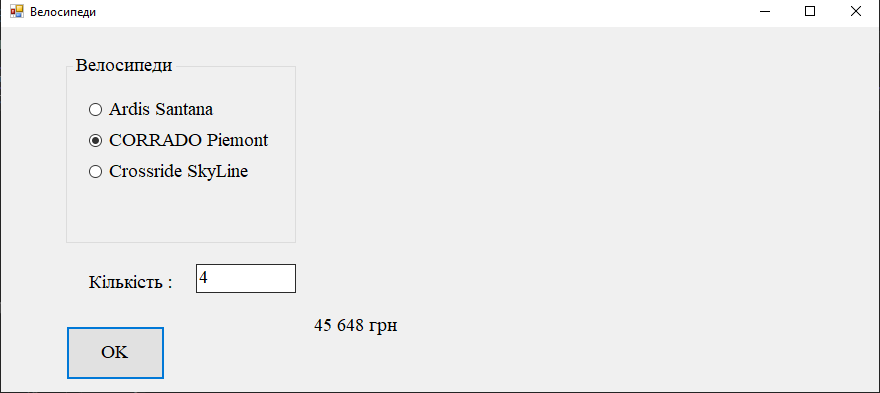 Велосипеди
Велосипеди
Ardis Santana
CORRADO Piemont
Crossride SkyLine
Кількість : 4
45 648 грн
OK